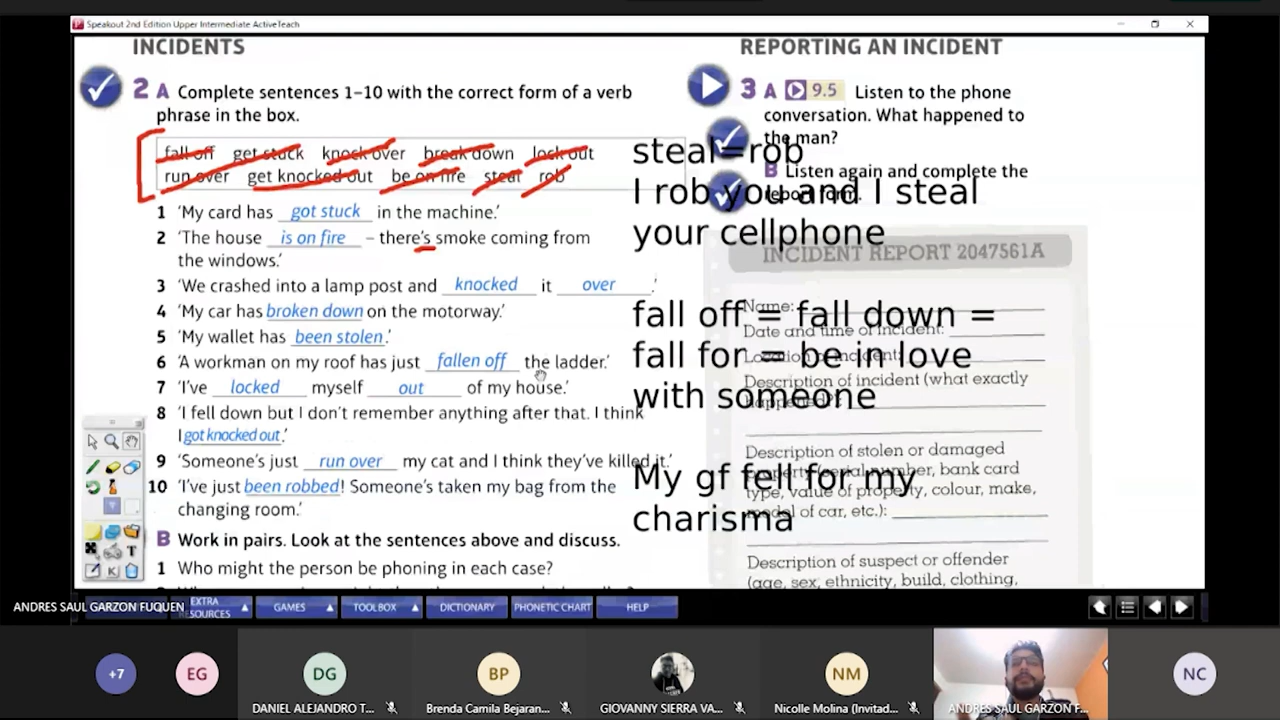 Speakout 2nd Edition Upper Intermediate ActiveTeach
INCIDENTS
2 A Complete sentences 1–10 with the correct form of a verb
phrase in the box.
fall off get stuck knock over break down lock out
run over get knocked out be on fire steal rob
1 'My card has got stuck in the machine.'
2 'The house is on fire – there's smoke coming from
the windows.'
3 'We crashed into a lamp post and knocked it over.'
4 'My car has broken down on the motorway.'
5 'My wallet has been stolen.'
6 'A workman on my roof has just fallen off the ladder.'
7 'I've locked myself out of my house.'
8 'I fell down but I don't remember anything after that. I think
I got knocked out.'
9 'Someone's just run over my cat and I think they've killed it.'
10 'I've just been robbed! Someone's taken my bag from the
changing room.'
B Work in pairs. Look at the sentences above and discuss.
1 Who might the person be phoning in each case?
REPORTING AN INCIDENT
3 A 9.5 Listen to the phone
conversation. What happened to
the man?
B Listen again and complete the
report form.
steal=rob
I rob you and I steal
your cellphone
fall off = fall down =
fall for = be in love
with someone
My gf fell for my
charisma
INCIDENT REPORT 2047561A
Name:
Date and time of incident:
Location of incident:
Description of incident (what exactly
happened?):
Description of stolen or damaged
property (serial number, bank card
type, value of property, colour, make,
model of car, etc.):
Description of suspect or offender
(age, sex, ethnicity, build, clothing,
ANDRES SAUL GARZON FUQUEN
EXTRA
RESOURCES
GAMES
TOOLBOX
DICTIONARY
PHONETIC CHART
HELP
+7
EG
DG
BP
NM
NC
DANIEL ALEJANDRO T...
Brenda Camila Bejaran...
GIOVANNY SIERRA VA...
Nicolle Molina (Invitad...
ANDRES SAUL GARZON F...